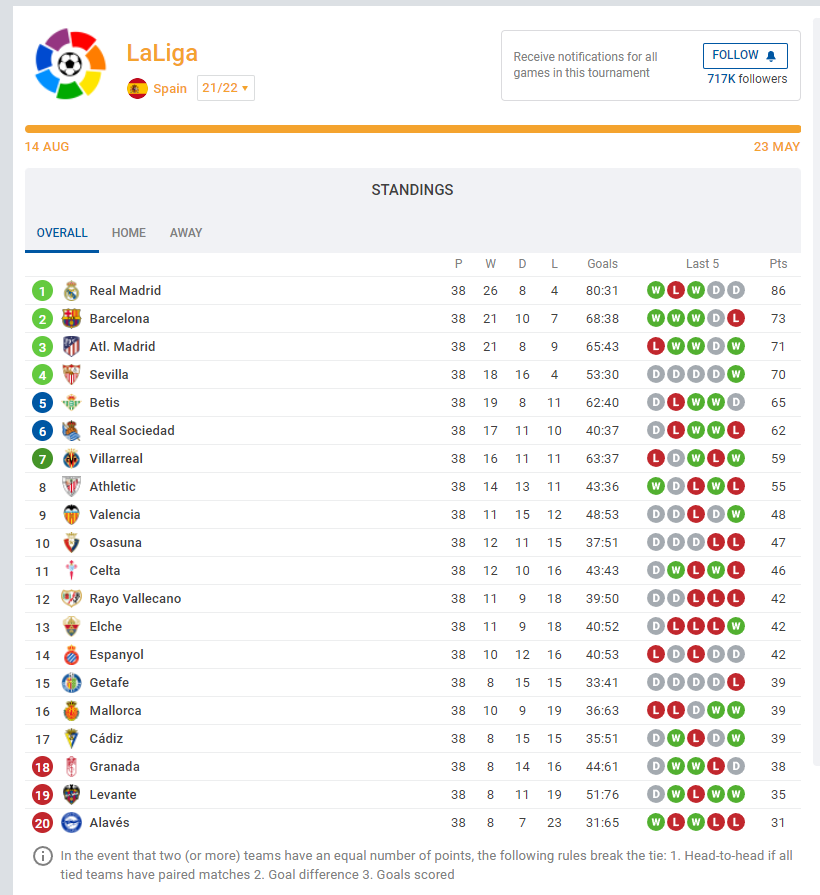 LaLiga
Spain 21/22
Receive notifications for all
games in this tournament
FOLLOW
717K followers
14 AUG 23 MAY
STANDINGS
OVERALL HOME AWAY
P W D L Goals Last 5 Pts
1 Real Madrid 38 26 8 4 80:31 W L W D D 86
2 Barcelona 38 21 10 7 68:38 W W W D L 73
3 Atl. Madrid 38 21 8 9 65:43 L W W D W 71
4 Sevilla 38 18 16 4 53:30 D D D D W 70
5 Betis 38 19 8 11 62:40 D L W W D 65
6 Real Sociedad 38 17 11 10 40:37 D L W W L 62
7 Villarreal 38 16 11 11 63:37 L D W L W 59
8 Athletic 38 14 13 11 43:36 W D L W L 55
9 Valencia 38 11 15 12 48:53 D D L D W 48
10 Osasuna 38 12 11 15 37:51 D D D L L 47
11 Celta 38 12 10 16 43:43 D W L W L 46
12 Rayo Vallecano 38 11 9 18 39:50 D D L L L 42
13 Elche 38 11 9 18 40:52 D L L L W 42
14 Espanyol 38 10 12 16 40:53 L D L D D 42
15 Getafe 38 8 15 15 33:41 D D D D L 39
16 Mallorca 38 10 9 19 36:63 L L D W W 39
17 Cádiz 38 8 15 15 35:51 D W L D W 39
18 Granada 38 8 14 16 44:61 D W W L D 38
19 Levante 38 8 11 19 51:76 D W L W W 35
20 Alavés 38 8 7 23 31:65 W L W L L 31
In the event that two (or more) teams have an equal number of points, the following rules break the tie: 1. Head-to-head if all
tied teams have paired matches 2. Goal difference 3. Goals scored